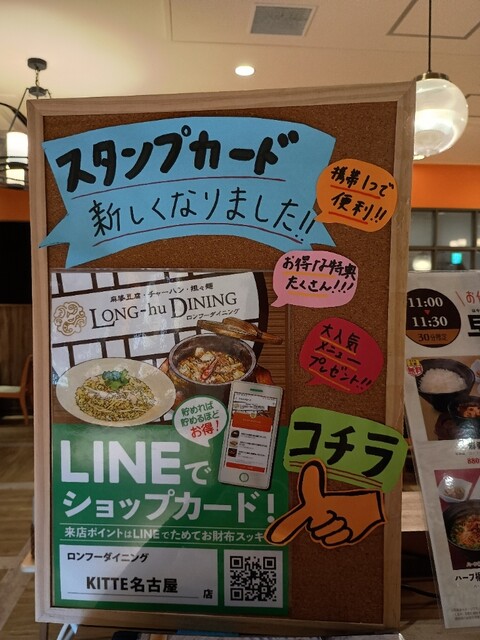 スタンプカード
新しくなりました!!
携帯1つで
便利!!
お得な特典
たくさん!!!
麻婆豆腐・チャーハン・担々麺
LONG-hu DINING
ロンフーダイニング
大人気
メニュー
プレゼント!!
貯めれば
貯めるほど
お得!
コチラ
LINEで
ショップカード!
来店ポイントはLINEでためてお財布スッキ
ロンフーダイニング
KITTE名古屋 店
11:00
11:30
30分限定